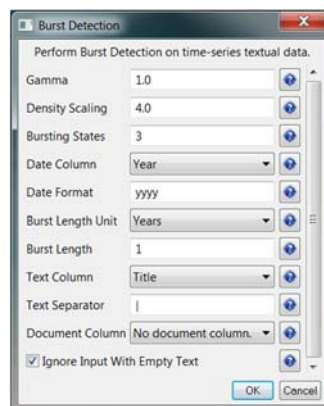 Burst Detection
Perform Burst Detection on time-series textual data.
Gamma 1.0
Density Scaling 4.0
Bursting States 3
Date Column Year
Date Format yyyy
Burst Length Unit Years
Burst Length 1
Text Column Title
Text Separator |
Document Column No document column.
Ignore Input With Empty Text
OK Cancel